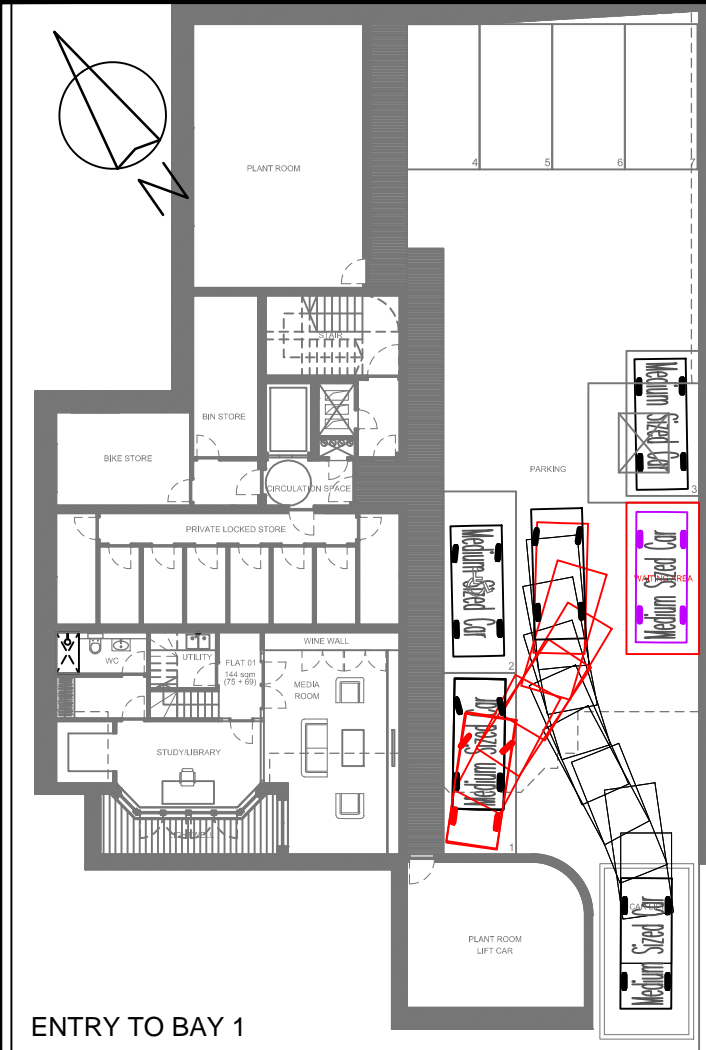 N
PLANT ROOM
4
5
6
7
STAIR
BIN STORE
BIKE STORE
CIRCULATION SPACE
PARKING
Medium Sized Car
3
PRIVATE LOCKED STORE
Medium Sized Car
2
WAITING AREA
Medium Sized Car
WINE WALL
WC
UTILITY
FLAT 01
144 sqm
(75 + 69)
MEDIA
ROOM
STUDY/LIBRARY
Medium Sized Car
1
PLANT ROOM
LIFT CAR
Medium Sized Car
ENTRY TO BAY 1